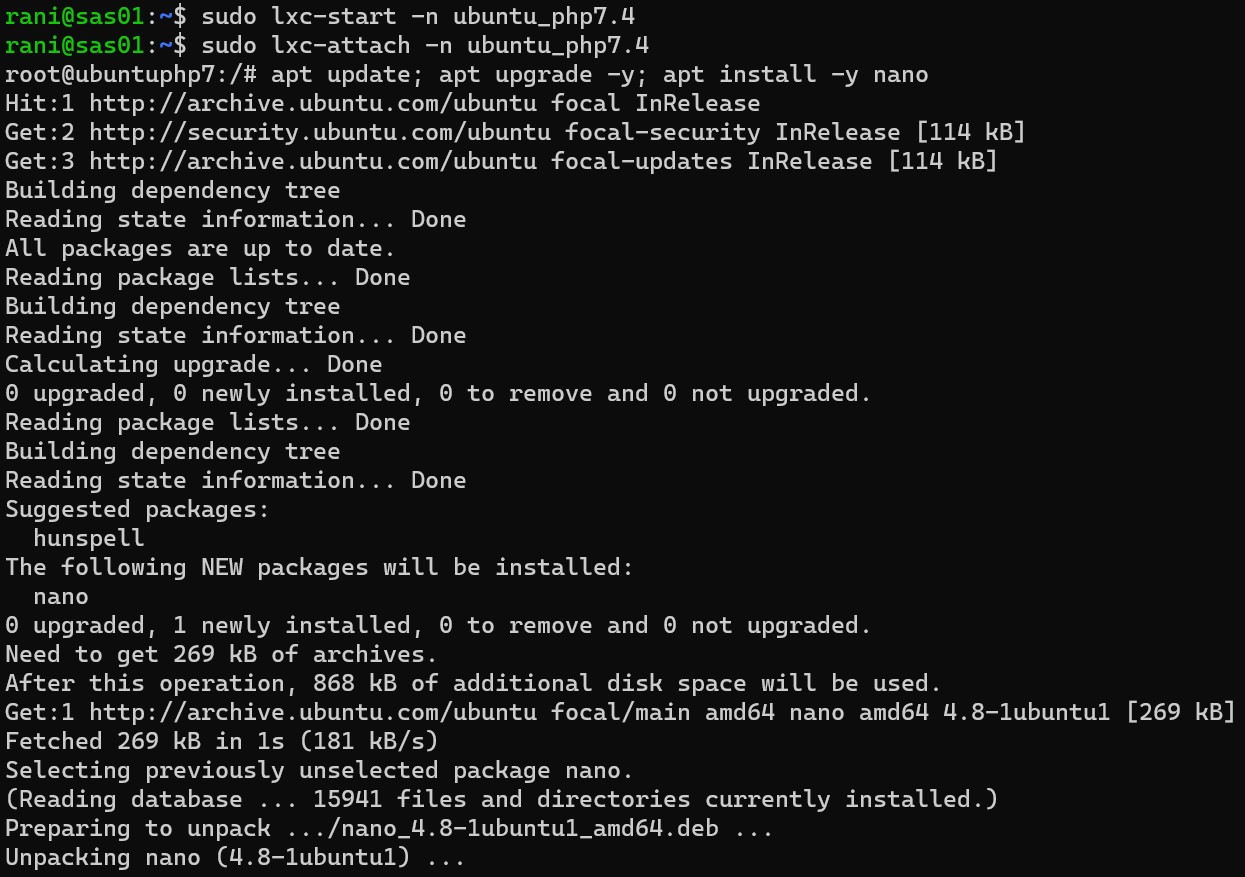 rani@sas01:~$ sudo lxc-start -n ubuntu_php7.4
rani@sas01:~$ sudo lxc-attach -n ubuntu_php7.4
root@ubuntuphp7:/# apt update; apt upgrade -y; apt install -y nano
Hit:1 http://archive.ubuntu.com/ubuntu focal InRelease
Get:2 http://security.ubuntu.com/ubuntu focal-security InRelease [114 kB]
Get:3 http://archive.ubuntu.com/ubuntu focal-updates InRelease [114 kB]
Building dependency tree
Reading state information... Done
All packages are up to date.
Reading package lists... Done
Building dependency tree
Reading state information... Done
Calculating upgrade... Done
0 upgraded, 0 newly installed, 0 to remove and 0 not upgraded.
Reading package lists... Done
Building dependency tree
Reading state information... Done
Suggested packages:
  hunspell
The following NEW packages will be installed:
  nano
0 upgraded, 1 newly installed, 0 to remove and 0 not upgraded.
Need to get 269 kB of archives.
After this operation, 868 kB of additional disk space will be used.
Get:1 http://archive.ubuntu.com/ubuntu focal/main amd64 nano amd64 4.8-1ubuntu1 [269 kB]
Fetched 269 kB in 1s (181 kB/s)
Selecting previously unselected package nano.
(Reading database ... 15941 files and directories currently installed.)
Preparing to unpack .../nano_4.8-1ubuntu1_amd64.deb ...
Unpacking nano (4.8-1ubuntu1) ...